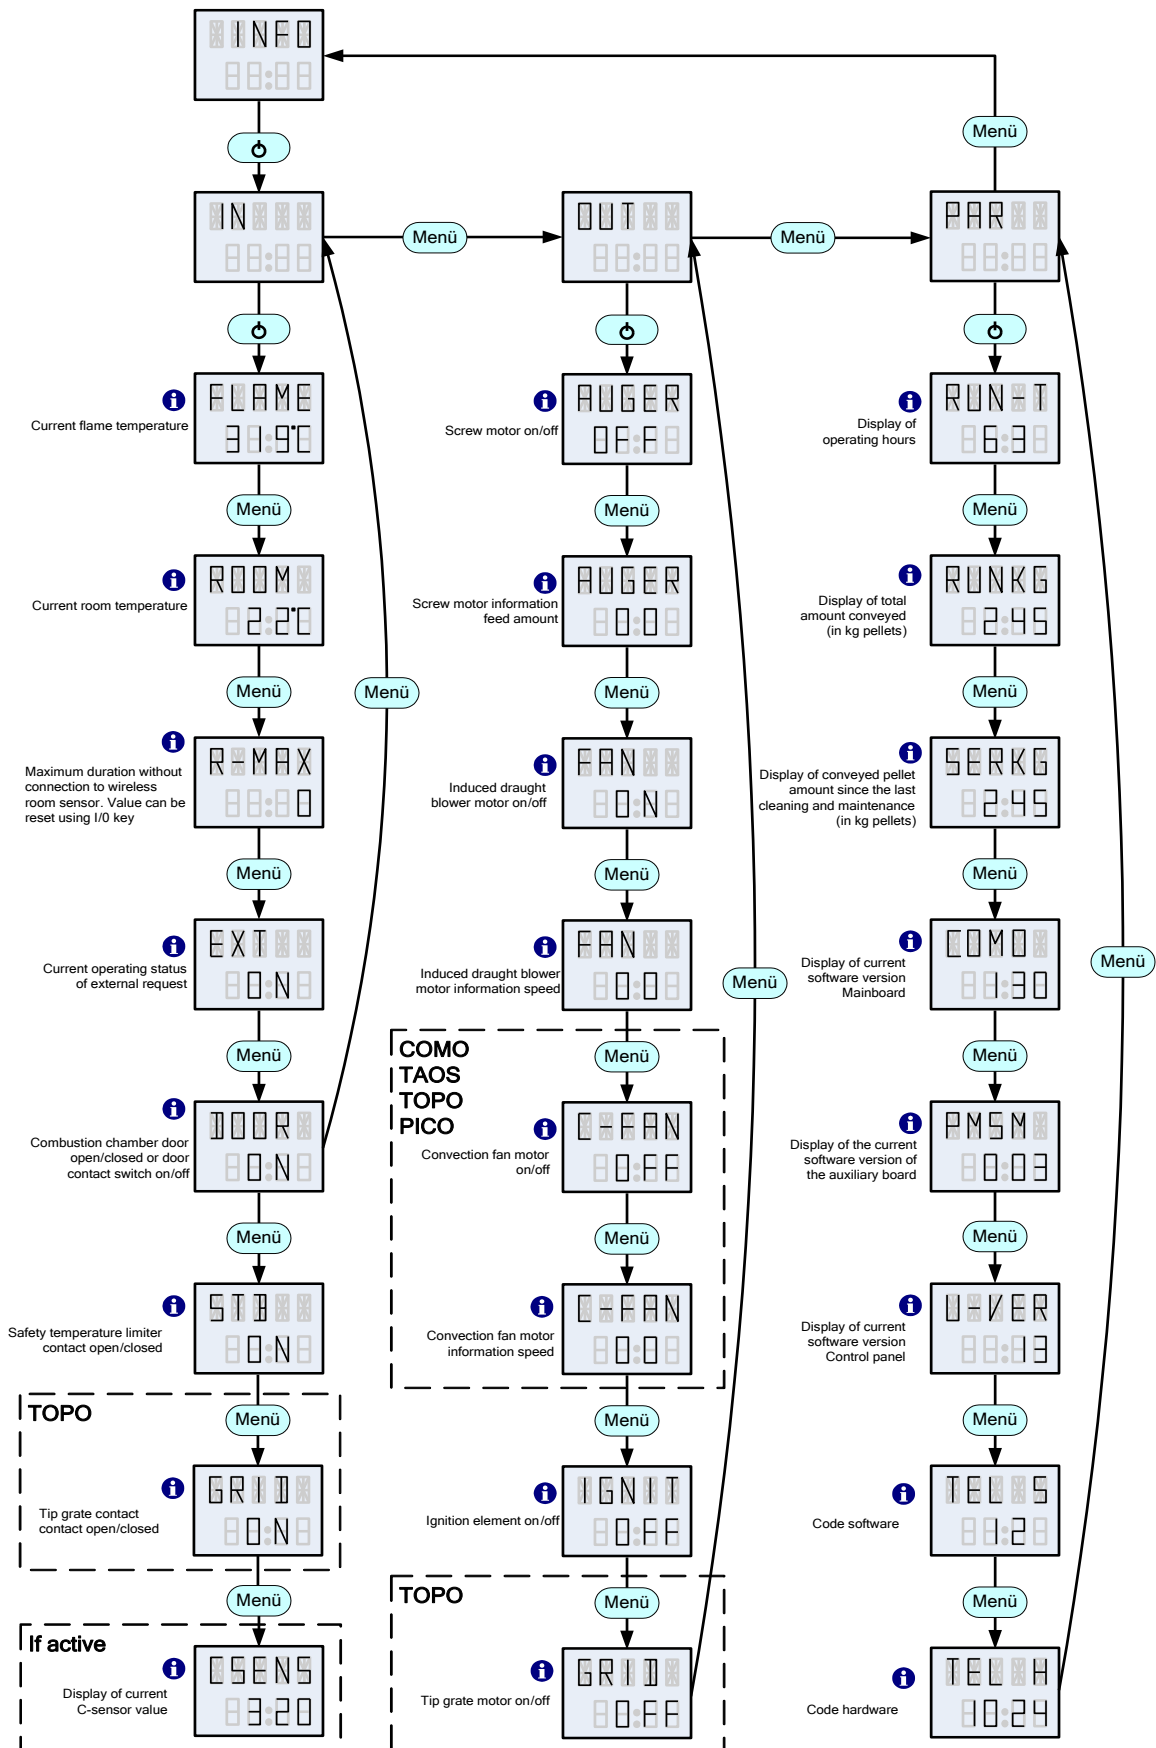 INFO
Menü
IN
Menü
OUT
Menü
PAR
FLAME
319°C
Current flame temperature
Menü
ROOM
22°C
Current room temperature
Menü
R-MAX
0
Maximum duration without
connection to wireless
room sensor. Value can be
reset using I/0 key
Menü
EXT
ON
Current operating status
of external request
Menü
DOOR
ON
Combustion chamber door
open/closed or door
contact switch on/off
Menü
Menü
STB
ON
Safety temperature limiter
contact open/closed
TOPO
Menü
GRID
ON
Tip grate contact
contact open/closed
Menü
If active
CSENS
3:20
Display of current
C-sensor value
AUGER
OFF
Screw motor on/off
Menü
AUGER
0.0
Screw motor information
feed amount
Menü
FAN
ON
Induced draught
blower motor on/off
Menü
FAN
0.0
Induced draught blower
motor information speed
Menü
COMO
TAOS
TOPO
PICO
Menü
C-FAN
OFF
Convection fan motor
on/off
Menü
C-FAN
0.0
Convection fan motor
information speed
Menü
IGNIT
OFF
Ignition element on/off
TOPO
Menü
GRID
OFF
Tip grate motor on/off
RUN-T
63
Display of
operating hours
Menü
RUNKG
245
Display of total
amount conveyed
(in kg pellets)
Menü
SERKG
245
Display of conveyed pellet
amount since the last
cleaning and maintenance
(in kg pellets)
Menü
COMO
1:30
Display of current
software version
Mainboard
Menü
Menü
PMSM
0:03
Display of the current
software version of
the auxiliary board
Menü
U-VER
13
Display of current
software version
Control panel
Menü
TEL S
12
Code software
Menü
TEL H
10:24
Code hardware